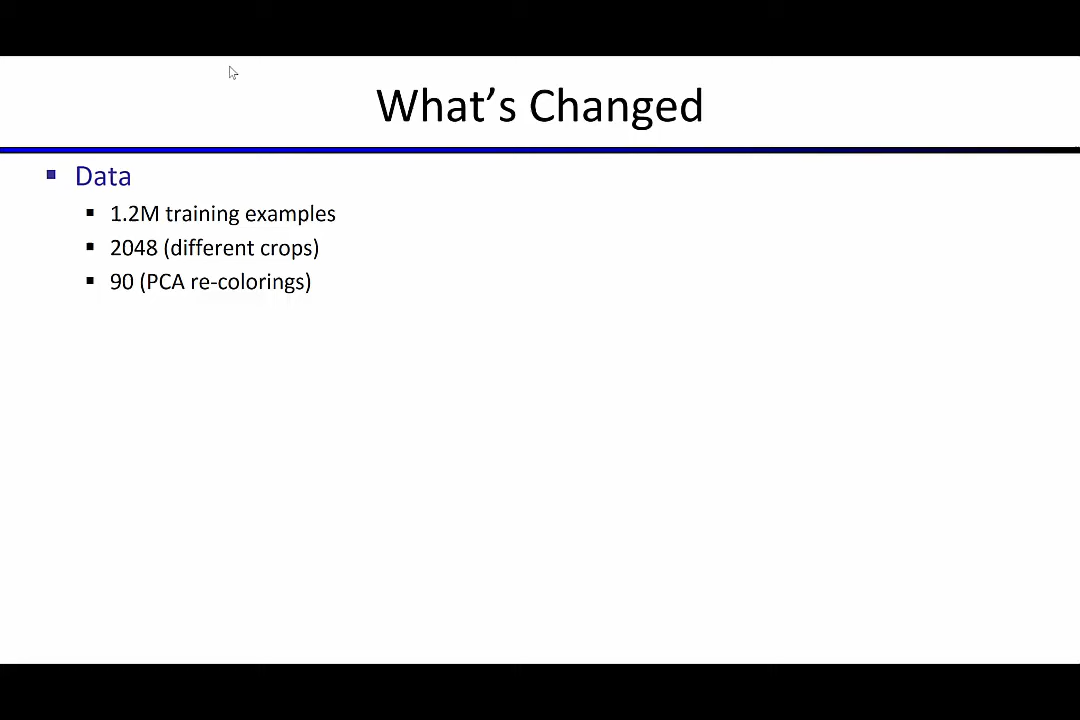 What’s Changed
Data
1.2M training examples
2048 (different crops)
90 (PCA re-colorings)